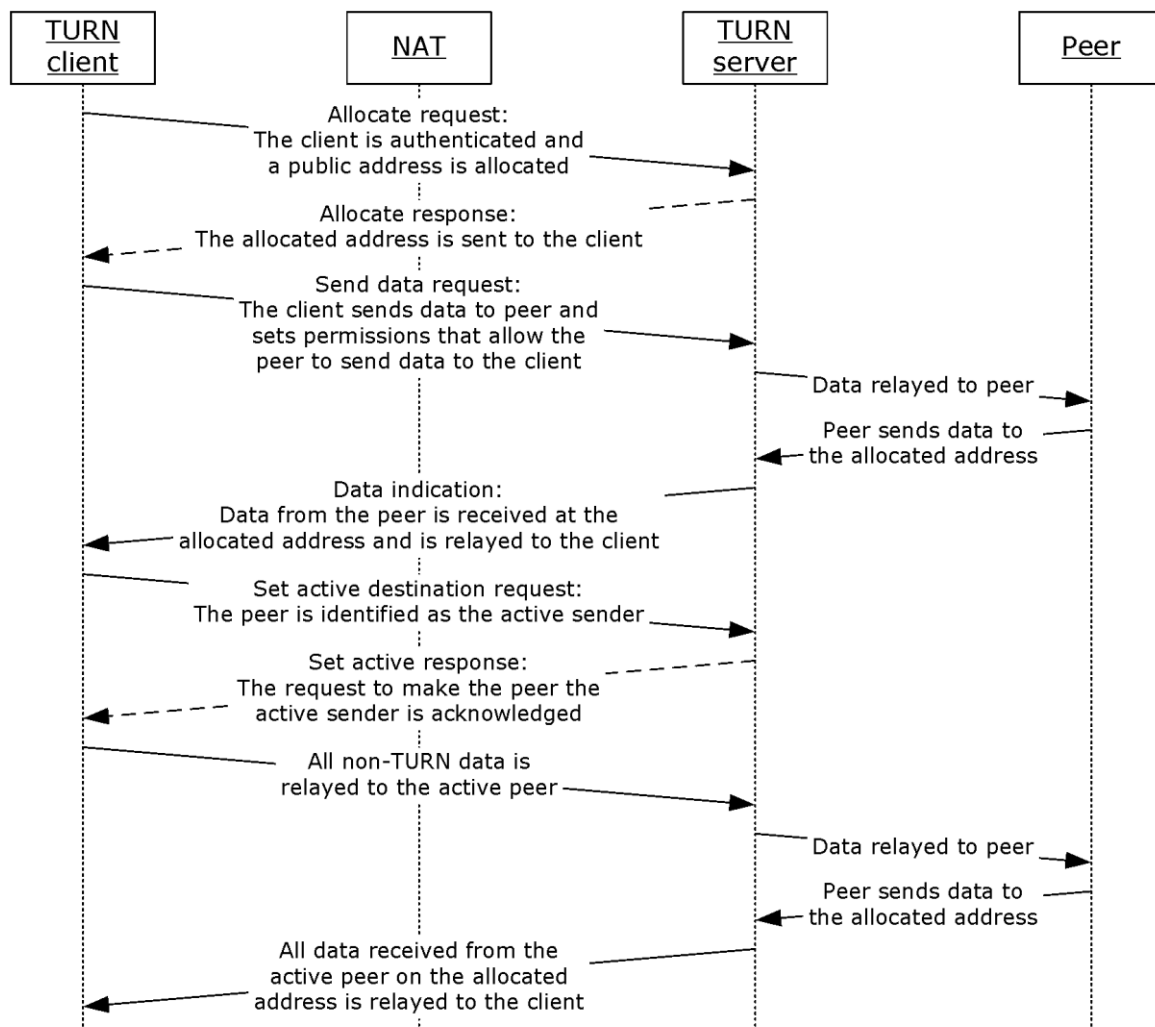 TURN
client
NAT
TURN
server
Peer
Allocate request:
The client is authenticated and
a public address is allocated
Allocate response:
The allocated address is sent to the client
Send data request:
The client sends data to peer and
sets permissions that allow the
peer to send data to the client
Data relayed to peer
Peer sends data to
the allocated address
Data indication:
Data from the peer is received at the
allocated address and is relayed to the client
Set active destination request:
The peer is identified as the active sender
Set active response:
The request to make the peer the
active sender is acknowledged
All non-TURN data is
relayed to the active peer
Data relayed to peer
Peer sends data to
the allocated address
All data received from the
active peer on the allocated
address is relayed to the client